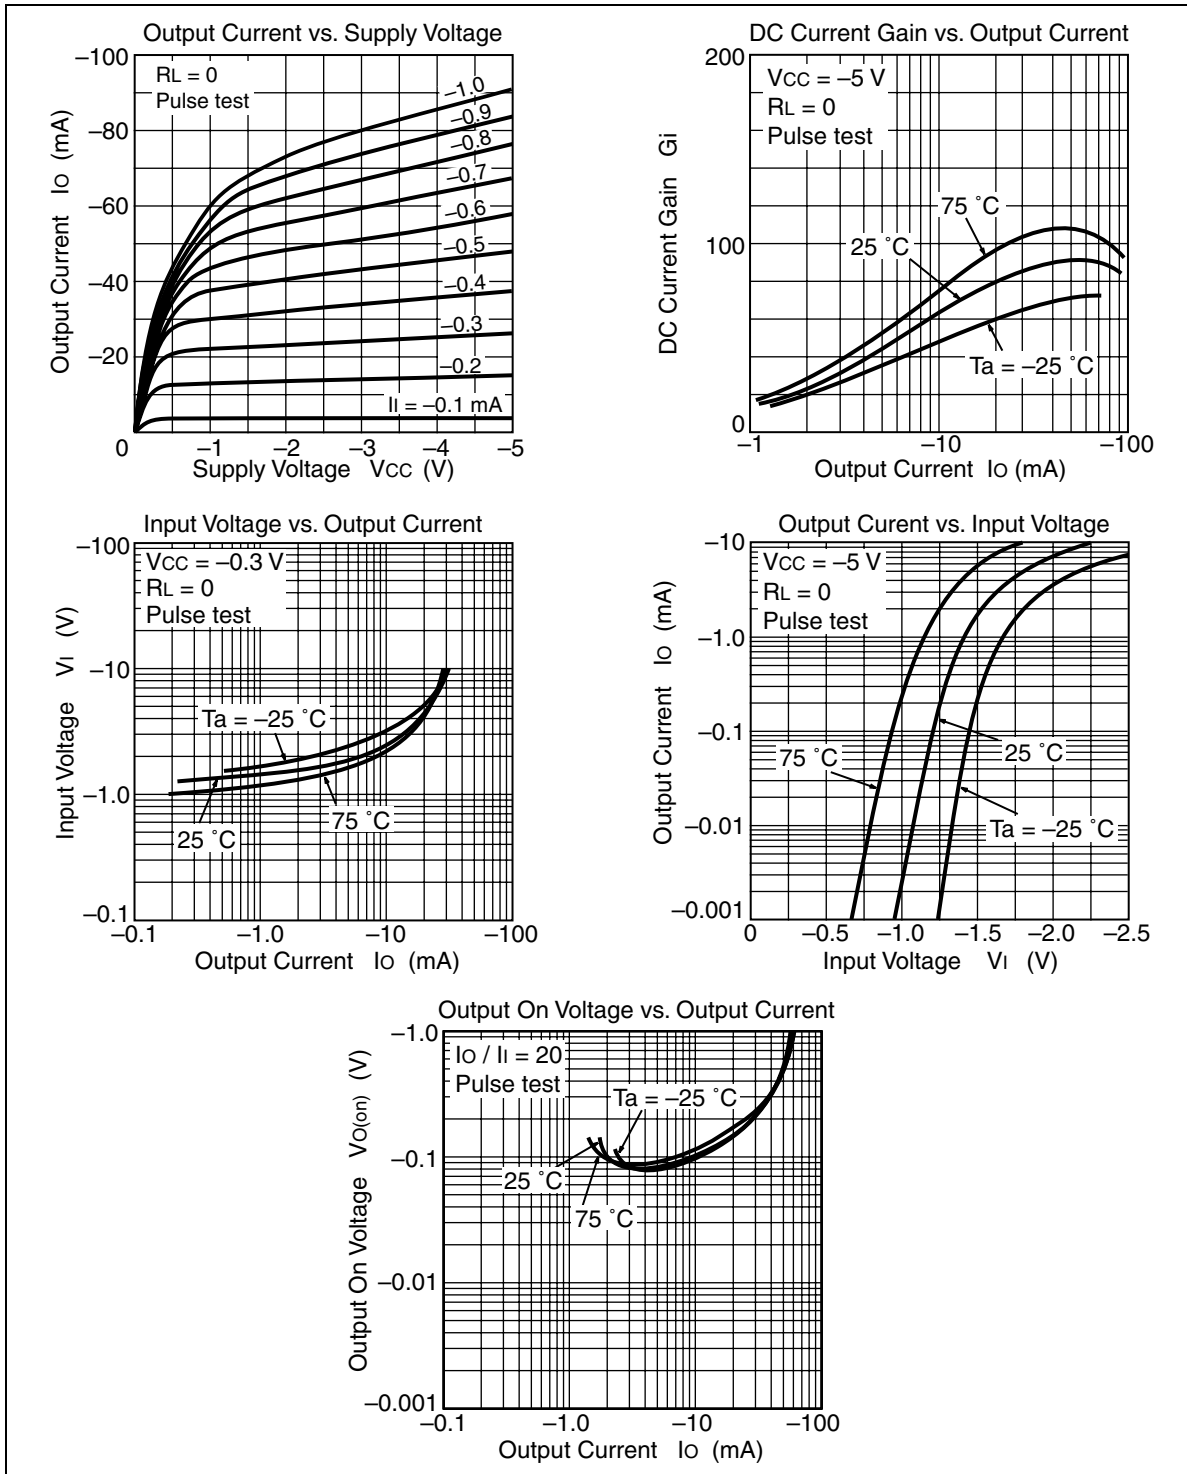 Output Current vs. Supply Voltage
–100
–80
–60
–40
–20
0
Output Current IO (mA)
RL = 0
Pulse test
–1.0
–0.9
–0.8
–0.7
–0.6
–0.5
–0.4
–0.3
–0.2
II = –0.1 mA
–1
–2
–3
–4
–5
Supply Voltage VCC (V)
DC Current Gain vs. Output Current
200
100
0
DC Current Gain Gi
VCC = –5 V
RL = 0
Pulse test
75 ˚C
25 ˚C
Ta = –25 ˚C
–1
–10
–100
Output Current IO (mA)
Input Voltage vs. Output Current
–100
–10
–1.0
–0.1
Input Voltage VI (V)
VCC = –0.3 V
RL = 0
Pulse test
Ta = –25 ˚C
25 ˚C
75 ˚C
–0.1
–1.0
–10
–100
Output Current IO (mA)
Output Curent vs. Input Voltage
–10
–1.0
–0.1
–0.01
–0.001
Output Current IO (mA)
VCC = –5 V
RL = 0
Pulse test
75 ˚C
25 ˚C
Ta = –25 ˚C
0
–0.5
–1.0
–1.5
–2.0
–2.5
Input Voltage VI (V)
Output On Voltage vs. Output Current
–1.0
–0.1
–0.01
–0.001
Output On Voltage VO(on) (V)
IO / II = 20
Pulse test
Ta = –25 ˚C
25 ˚C
75 ˚C
–0.1
–1.0
–10
–100
Output Current IO (mA)